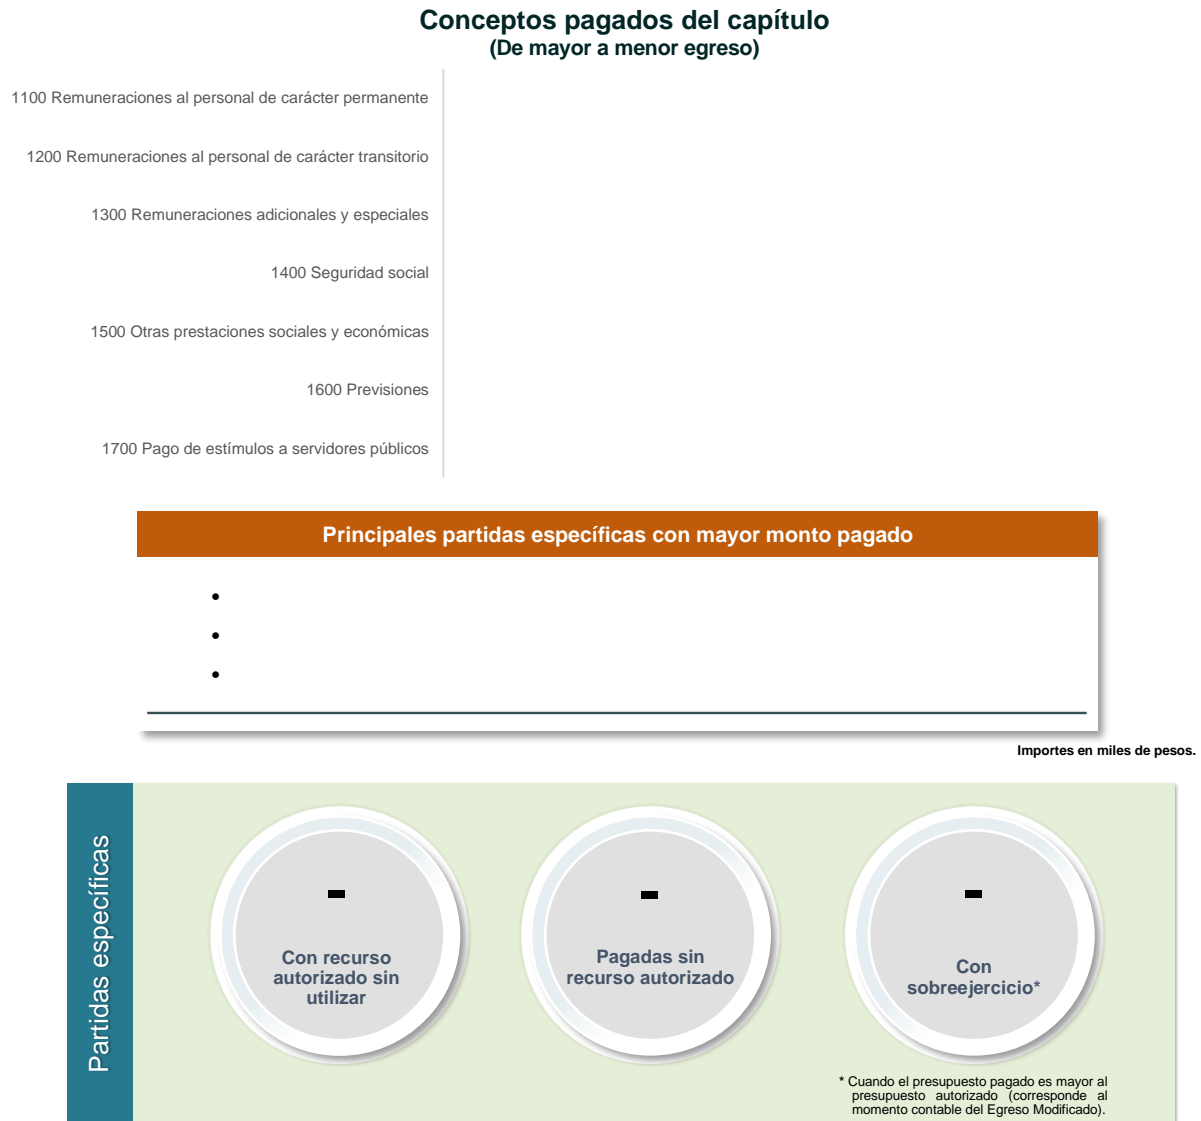 Conceptos pagados del capítulo
(De mayor a menor egreso)
1100 Remuneraciones al personal de carácter permanente
1200 Remuneraciones al personal de carácter transitorio
1300 Remuneraciones adicionales y especiales
1400 Seguridad social
1500 Otras prestaciones sociales y económicas
1600 Previsiones
1700 Pago de estímulos a servidores públicos
Principales partidas específicas con mayor monto pagado
•
•
•
Importes en miles de pesos.
Partidas específicas
-
Con recurso
autorizado sin
utilizar
-
Pagadas sin
recurso autorizado
-
Con
sobreejercicio*
* Cuando el presupuesto pagado es mayor al
presupuesto autorizado (corresponde al
momento contable del Egreso Modificado).